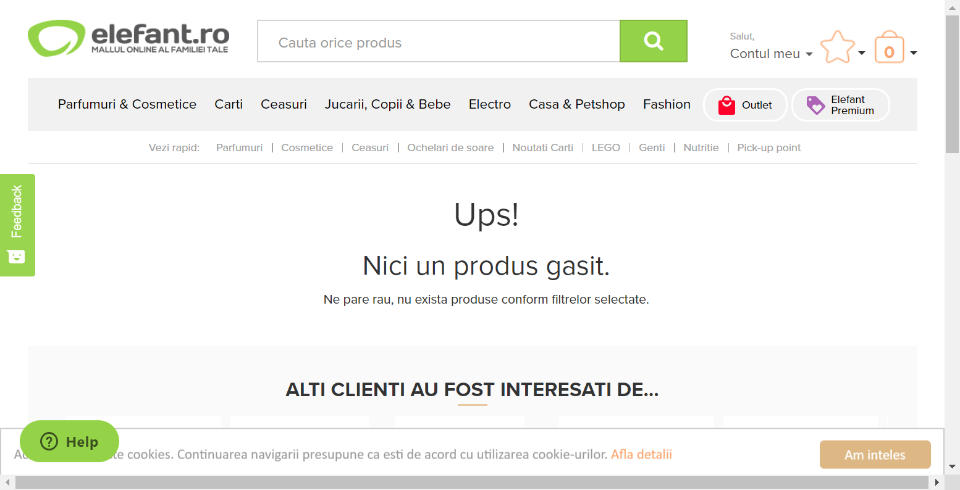 elefant.ro
MALLUL ONLINE AL FAMILIEI TALE
Cauta orice produs
Salut,
Contul meu
0
Parfumuri & Cosmetice Carti Ceasuri Jucarii, Copii & Bebe Electro Casa & Petshop Fashion Outlet Elefant Premium
Vezi rapid: Parfumuri | Cosmetice | Ceasuri | Ochelari de soare | Noutati Carti | LEGO | Genti | Nutritie | Pick-up point
Feedback
Ups!
Nici un produs gasit.
Ne pare rau, nu exista produse conform filtrelor selectate.
ALTI CLIENTI AU FOST INTERESATI DE...
Help
cookies. Continuarea navigarii presupune ca esti de acord cu utilizarea cookie-urilor. Afla detalii
Am inteles